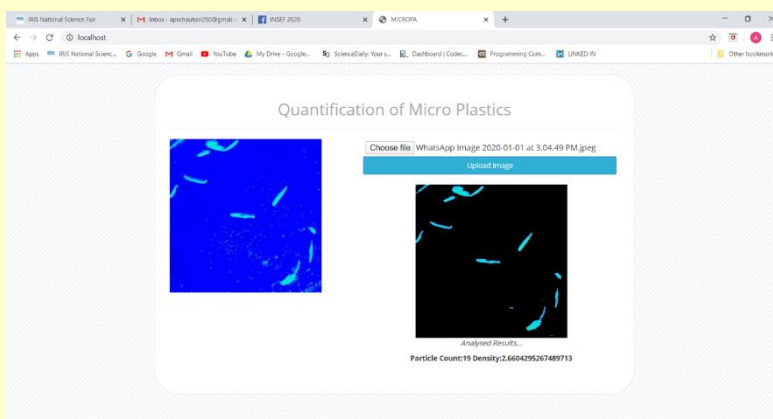 IRIS National Science Fair
Inbox - apschauhan250@gmail.c
INSEF 2020
MICROPA
localhost
Apps
IRIS National Scienc...
Google
Gmail
YouTube
My Drive - Google...
ScienceDaily: Your s...
Dashboard | Codec...
Programming Com...
LINKED IN
Other bookmark
Quantification of Micro Plastics
Choose file WhatsApp Image 2020-01-01 at 3.04.49 PM.jpeg
Upload Image
Analysed Results...
Particle Count:19 Density:2.6604295267489713